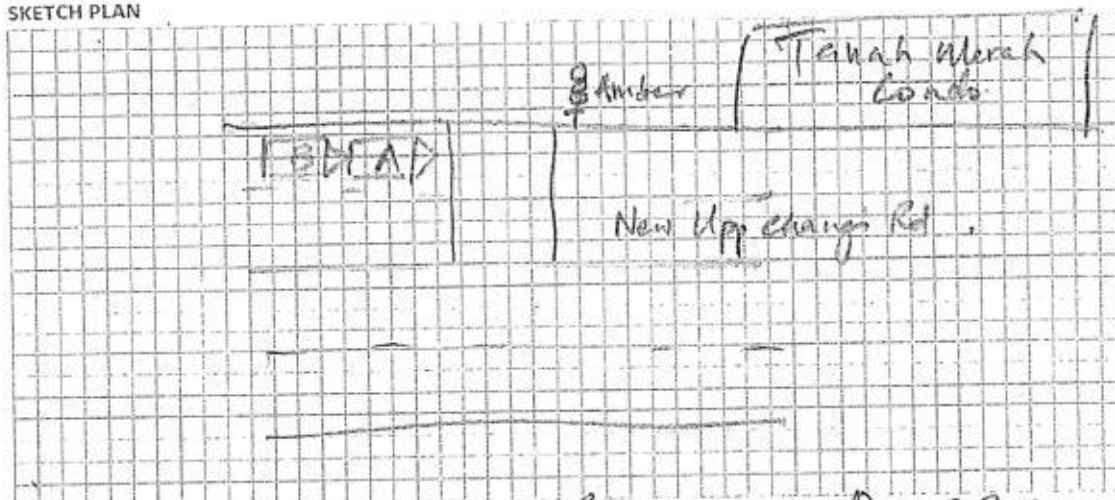 SKETCH PLAN
Tanah Merah
Condo
Amber
B A
New Upp Changi Rd.